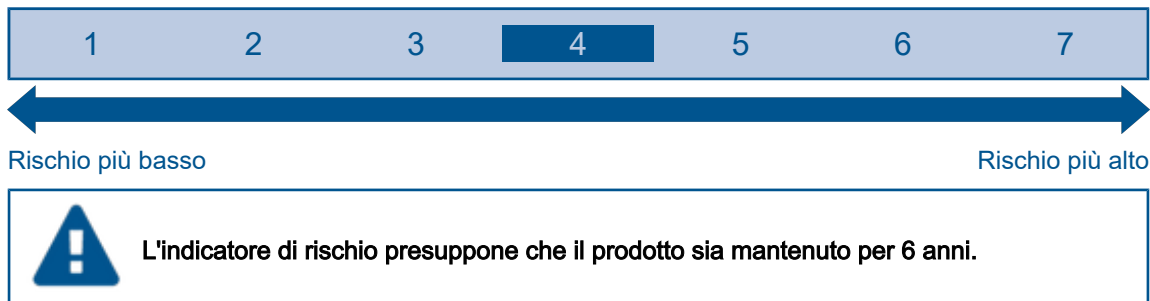 1 2 3 4 5 6 7
Rischio più basso Rischio più alto
L'indicatore di rischio presuppone che il prodotto sia mantenuto per 6 anni.